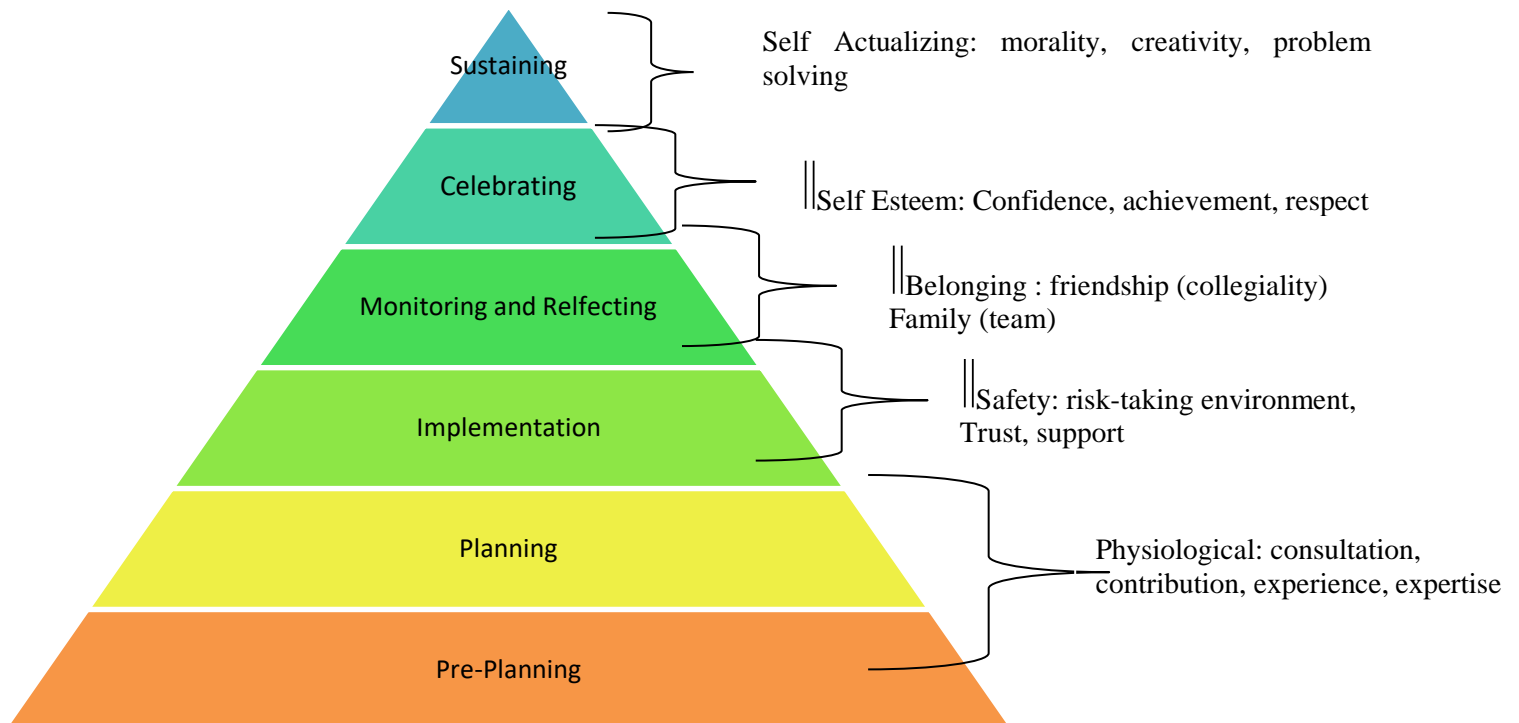 Sustaining
Self Actualizing: morality, creativity, problem
solving
Celebrating
Self Esteem: Confidence, achievement, respect
Monitoring and Relfecting
Belonging : friendship (collegiality)
Family (team)
Implementation
Safety: risk-taking environment,
Trust, support
Planning
Physiological: consultation,
contribution, experience, expertise
Pre-Planning